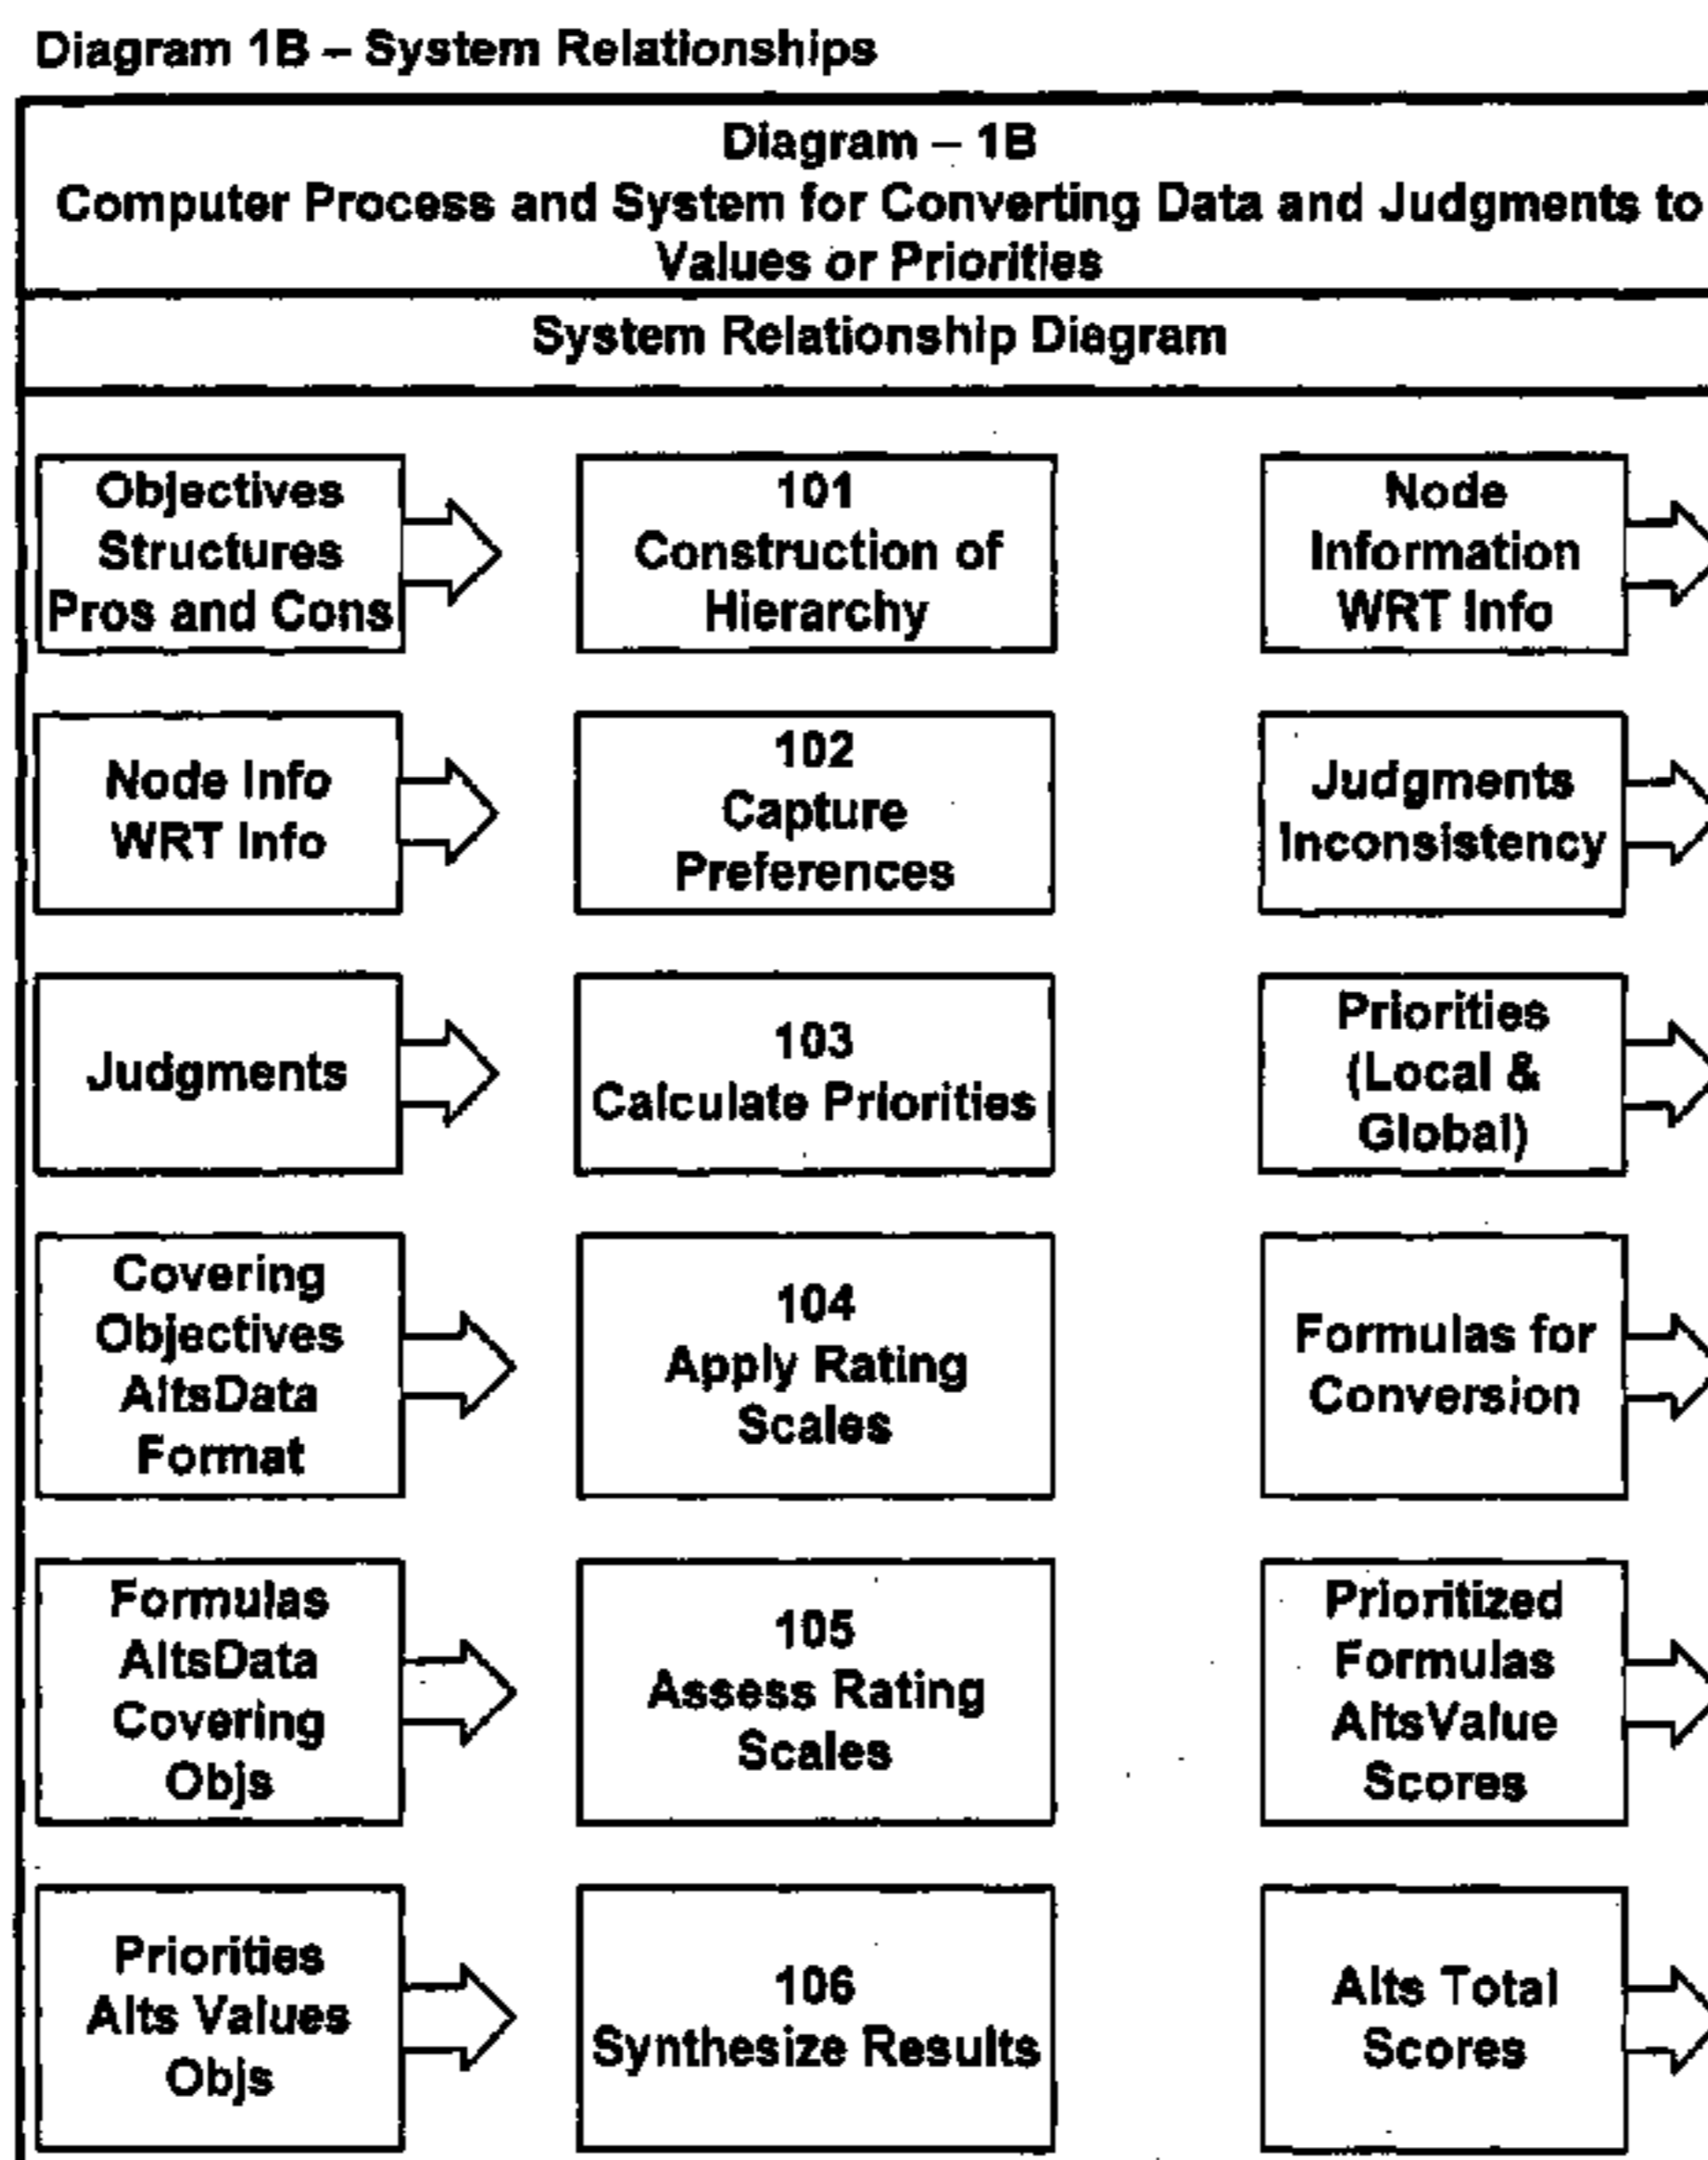 Diagram 1B – System Relationships
Diagram – 1B
Computer Process and System for Converting Data and Judgments to
Values or Priorities
System Relationship Diagram
Objectives
Structures
Pros and Cons
101
Construction of
Hierarchy
Node
Information
WRT Info
Node Info
WRT Info
102
Capture
Preferences
Judgments
Inconsistency
Judgments
103
Calculate Priorities
Priorities
(Local &
Global)
Covering
Objectives
AltsData
Format
104
Apply Rating
Scales
Formulas for
Conversion
Formulas
AltsData
Covering
Objs
105
Assess Rating
Scales
Prioritized
Formulas
AltsValue
Scores
Priorities
Alts Values
Objs
106
Synthesize Results
Alts Total
Scores